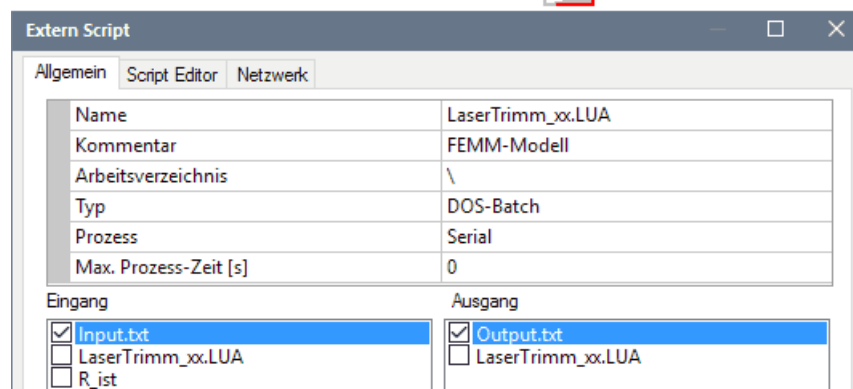 Extern Script
Allgemein Script Editor Netzwerk
Name LaserTrimm_xx.LUA
Kommentar FEMM-Modell
Arbeitsverzeichnis \
Typ DOS-Batch
Prozess Serial
Max. Prozess-Zeit [s] 0
Eingang Ausgang
Input.txt Output.txt
LaserTrimm_xx.LUA LaserTrimm_xx.LUA
R_ist